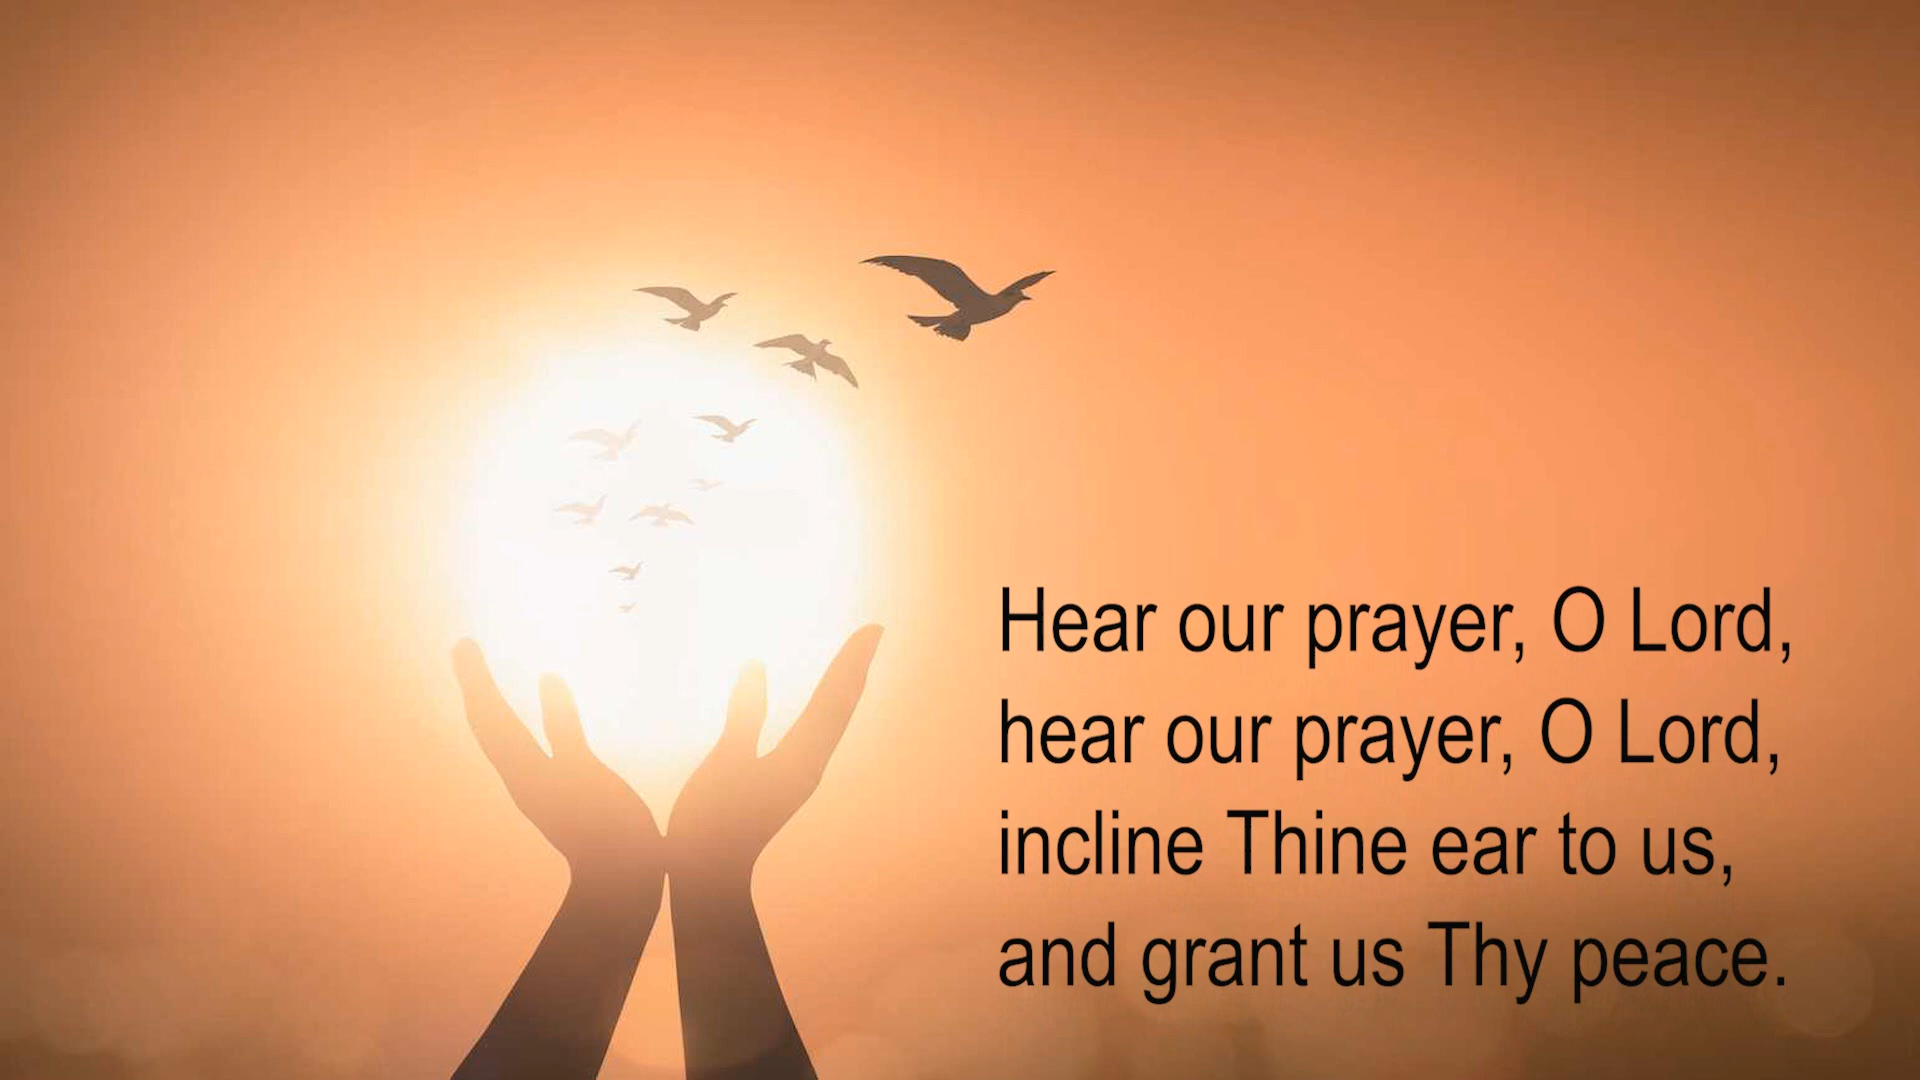 Hear our prayer, O Lord,
hear our prayer, O Lord,
incline Thine ear to us,
and grant us Thy peace.